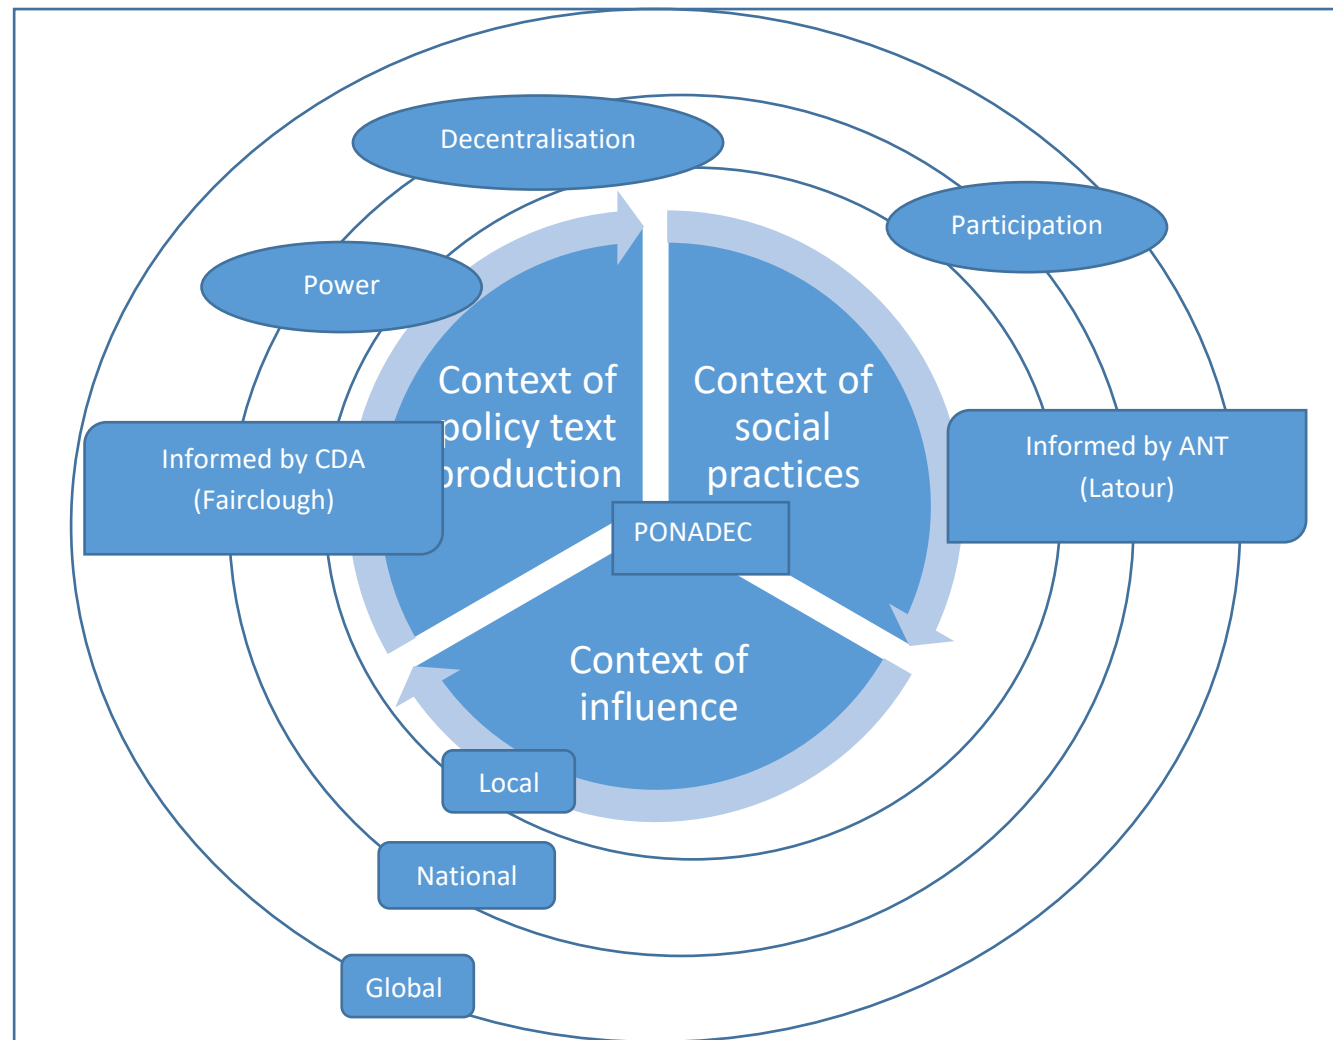 Decentralisation
Participation
Power
Context of
policy text
production
Context of
social
practices
Informed by CDA
(Fairclough)
Informed by ANT
(Latour)
PONADEC
Context of
influence
Local
National
Global